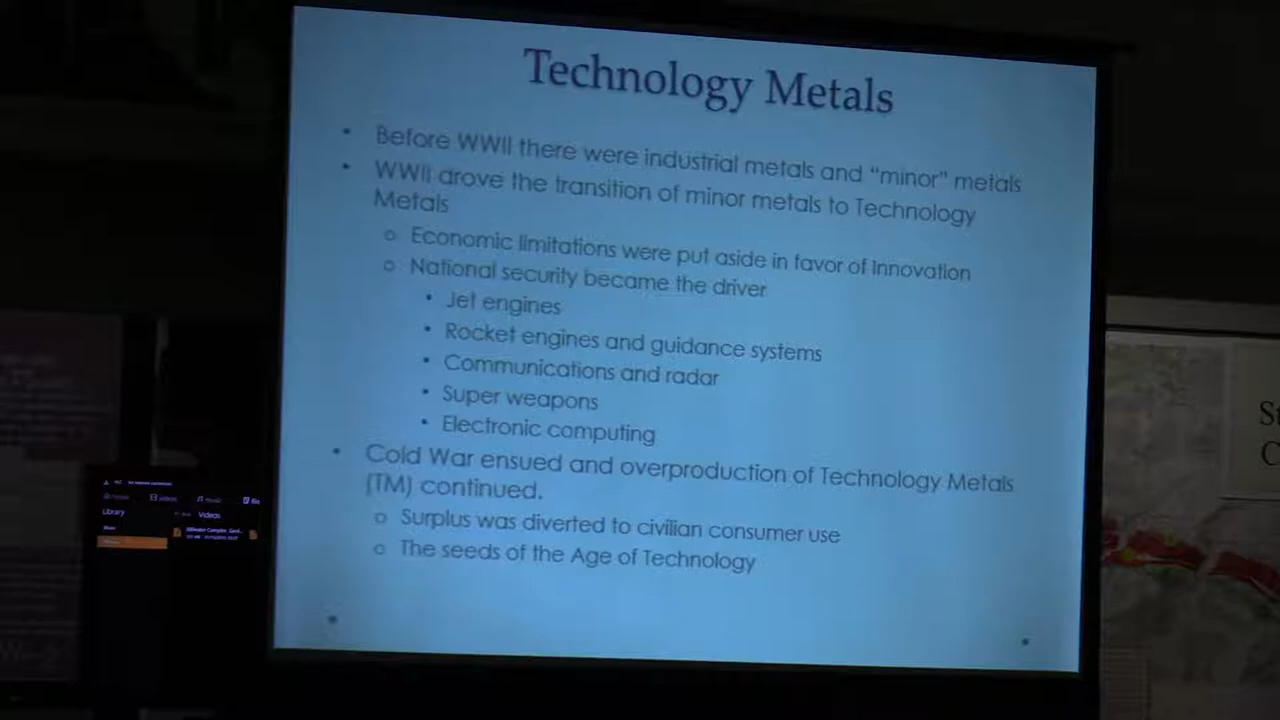 Technology Metals
• Before WWII there were industrial metals and “minor” metals
• WWII drove the transition of minor metals to Technology
Metals
o Economic limitations were put aside in favor of Innovation
o National security became the driver
• Jet engines
• Rocket engines and guidance systems
• Communications and radar
• Super weapons
• Electronic computing
• Cold War ensued and overproduction of Technology Metals
(TM) continued.
o Surplus was diverted to civilian consumer use
o The seeds of the Age of Technology
Library
Videos